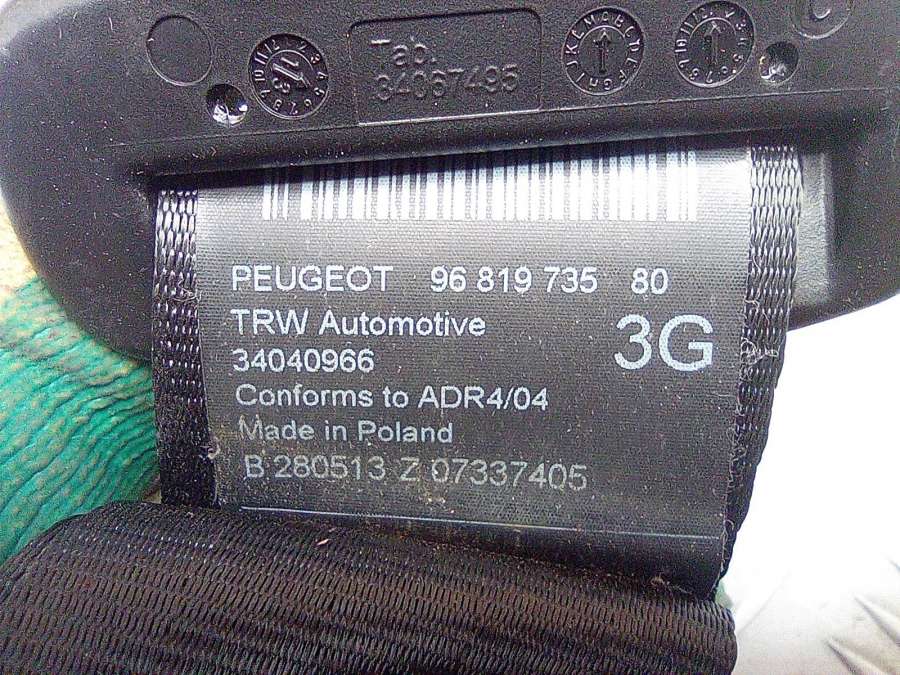 Tab.
34067495
PEUGEOT 96 819 735 80
TRW Automotive
3G
34040966
Conforms to ADR4/04
Made in Poland
B 280513 Z 07337405